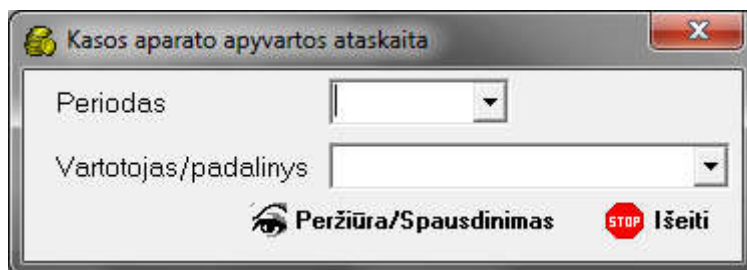 Kasos aparato apyvartos ataskaita
Periodas
Vartotojas/padalinys
Peržiūra/Spausdinimas STOP Išeiti